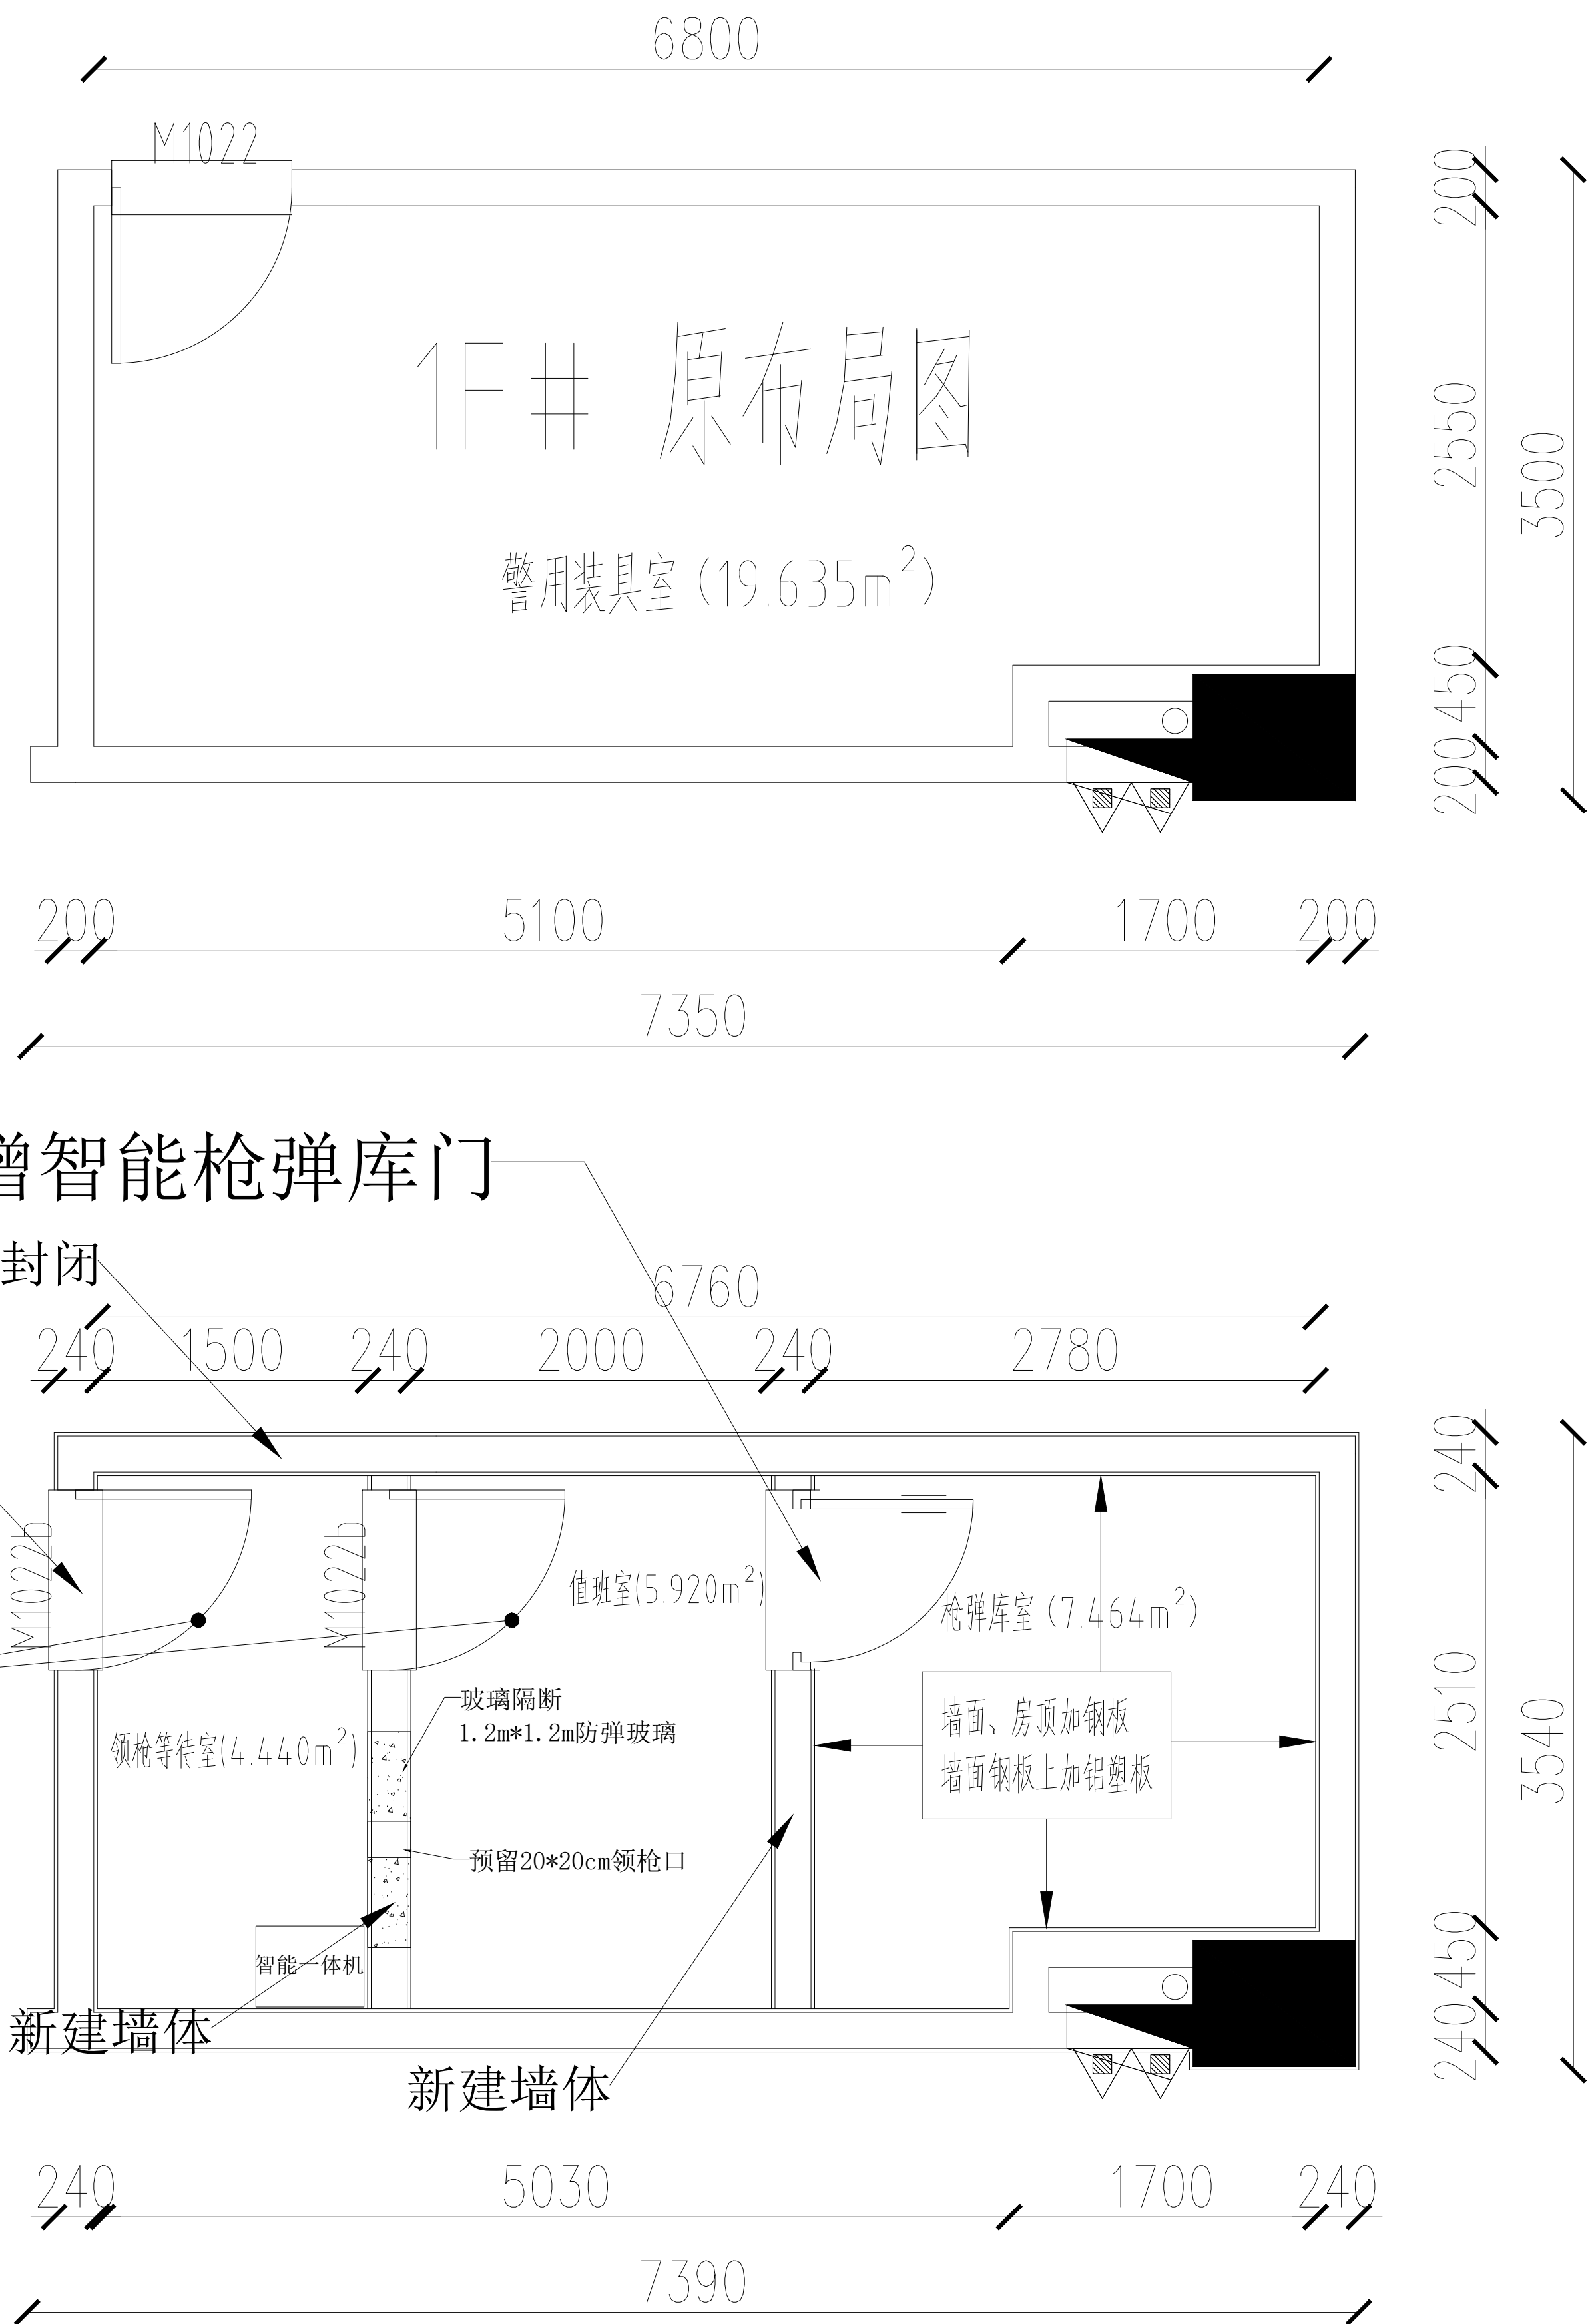 6800
M1022
200
2550
3500
1F# 原布局图
警用装具室（19.635m²）
450
200
200
5100
1700
200
7350
增智能枪弹库门
封闭
6760
240
1500
240
2000
240
2780
240
M1022b
M1022b
值班室(5.920m²)
枪弹库室（7.464m²）
2510
3540
玻璃隔断
1.2m*1.2m防弹玻璃
墙面、房顶加钢板
墙面钢板上加铝塑板
领枪等待室(4.440m²)
预留20*20cm领枪口
智能一体机
450
240
新建墙体
新建墙体
240
5030
1700
240
7390